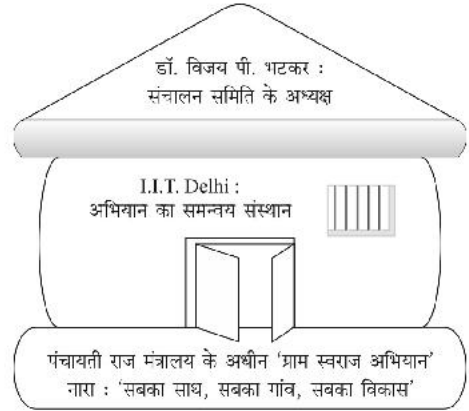 डॉ. विजय पी. भटकर :
संचालन समिति के अध्यक्ष
I.I.T. Delhi :
अभियान का समन्वय संस्थान
पंचायती राज मंत्रालय के अधीन ‘ग्राम स्वराज अभियान’
नारा : ‘सबका साथ, सबका गांव, सबका विकास’